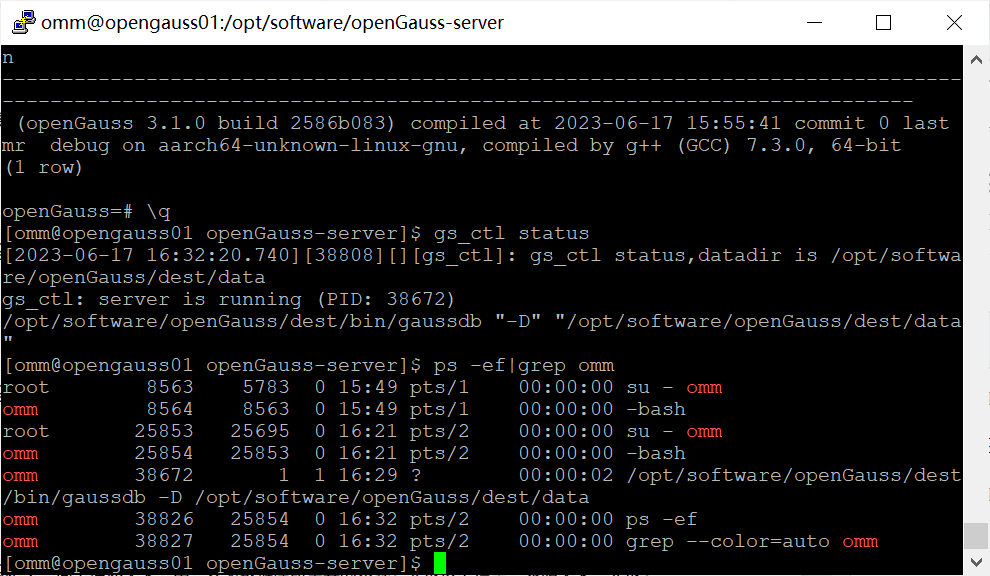 omm@opengauss01:/opt/software/openGauss-server
n
--------------------------------------------------------------------------------
----------------------------------------------------------------------------
(openGauss 3.1.0 build 2586b083) compiled at 2023-06-17 15:55:41 commit 0 last
mr  debug on aarch64-unknown-linux-gnu, compiled by g++ (GCC) 7.3.0, 64-bit
(1 row)
openGauss=# \q
[omm@opengauss01 openGauss-server]$ gs_ctl status
[2023-06-17 16:32:20.740][38808][][gs_ctl]: gs_ctl status,datadir is /opt/softwa
re/openGauss/dest/data
gs_ctl: server is running (PID: 38672)
/opt/software/openGauss/dest/bin/gaussdb "-D" "/opt/software/openGauss/dest/data
"
[omm@opengauss01 openGauss-server]$ ps -ef|grep omm
root        8563    5783  0 15:49 pts/1    00:00:00 su - omm
omm         8564    8563  0 15:49 pts/1    00:00:00 -bash
root       25853   25695  0 16:21 pts/2    00:00:00 su - omm
omm        25854   25853  0 16:21 pts/2    00:00:00 -bash
omm        38672       1  1 16:29 ?        00:00:02 /opt/software/openGauss/dest
/bin/gaussdb -D /opt/software/openGauss/dest/data
omm        38826   25854  0 16:32 pts/2    00:00:00 ps -ef
omm        38827   25854  0 16:32 pts/2    00:00:00 grep --color=auto omm
[omm@opengauss01 openGauss-server]$